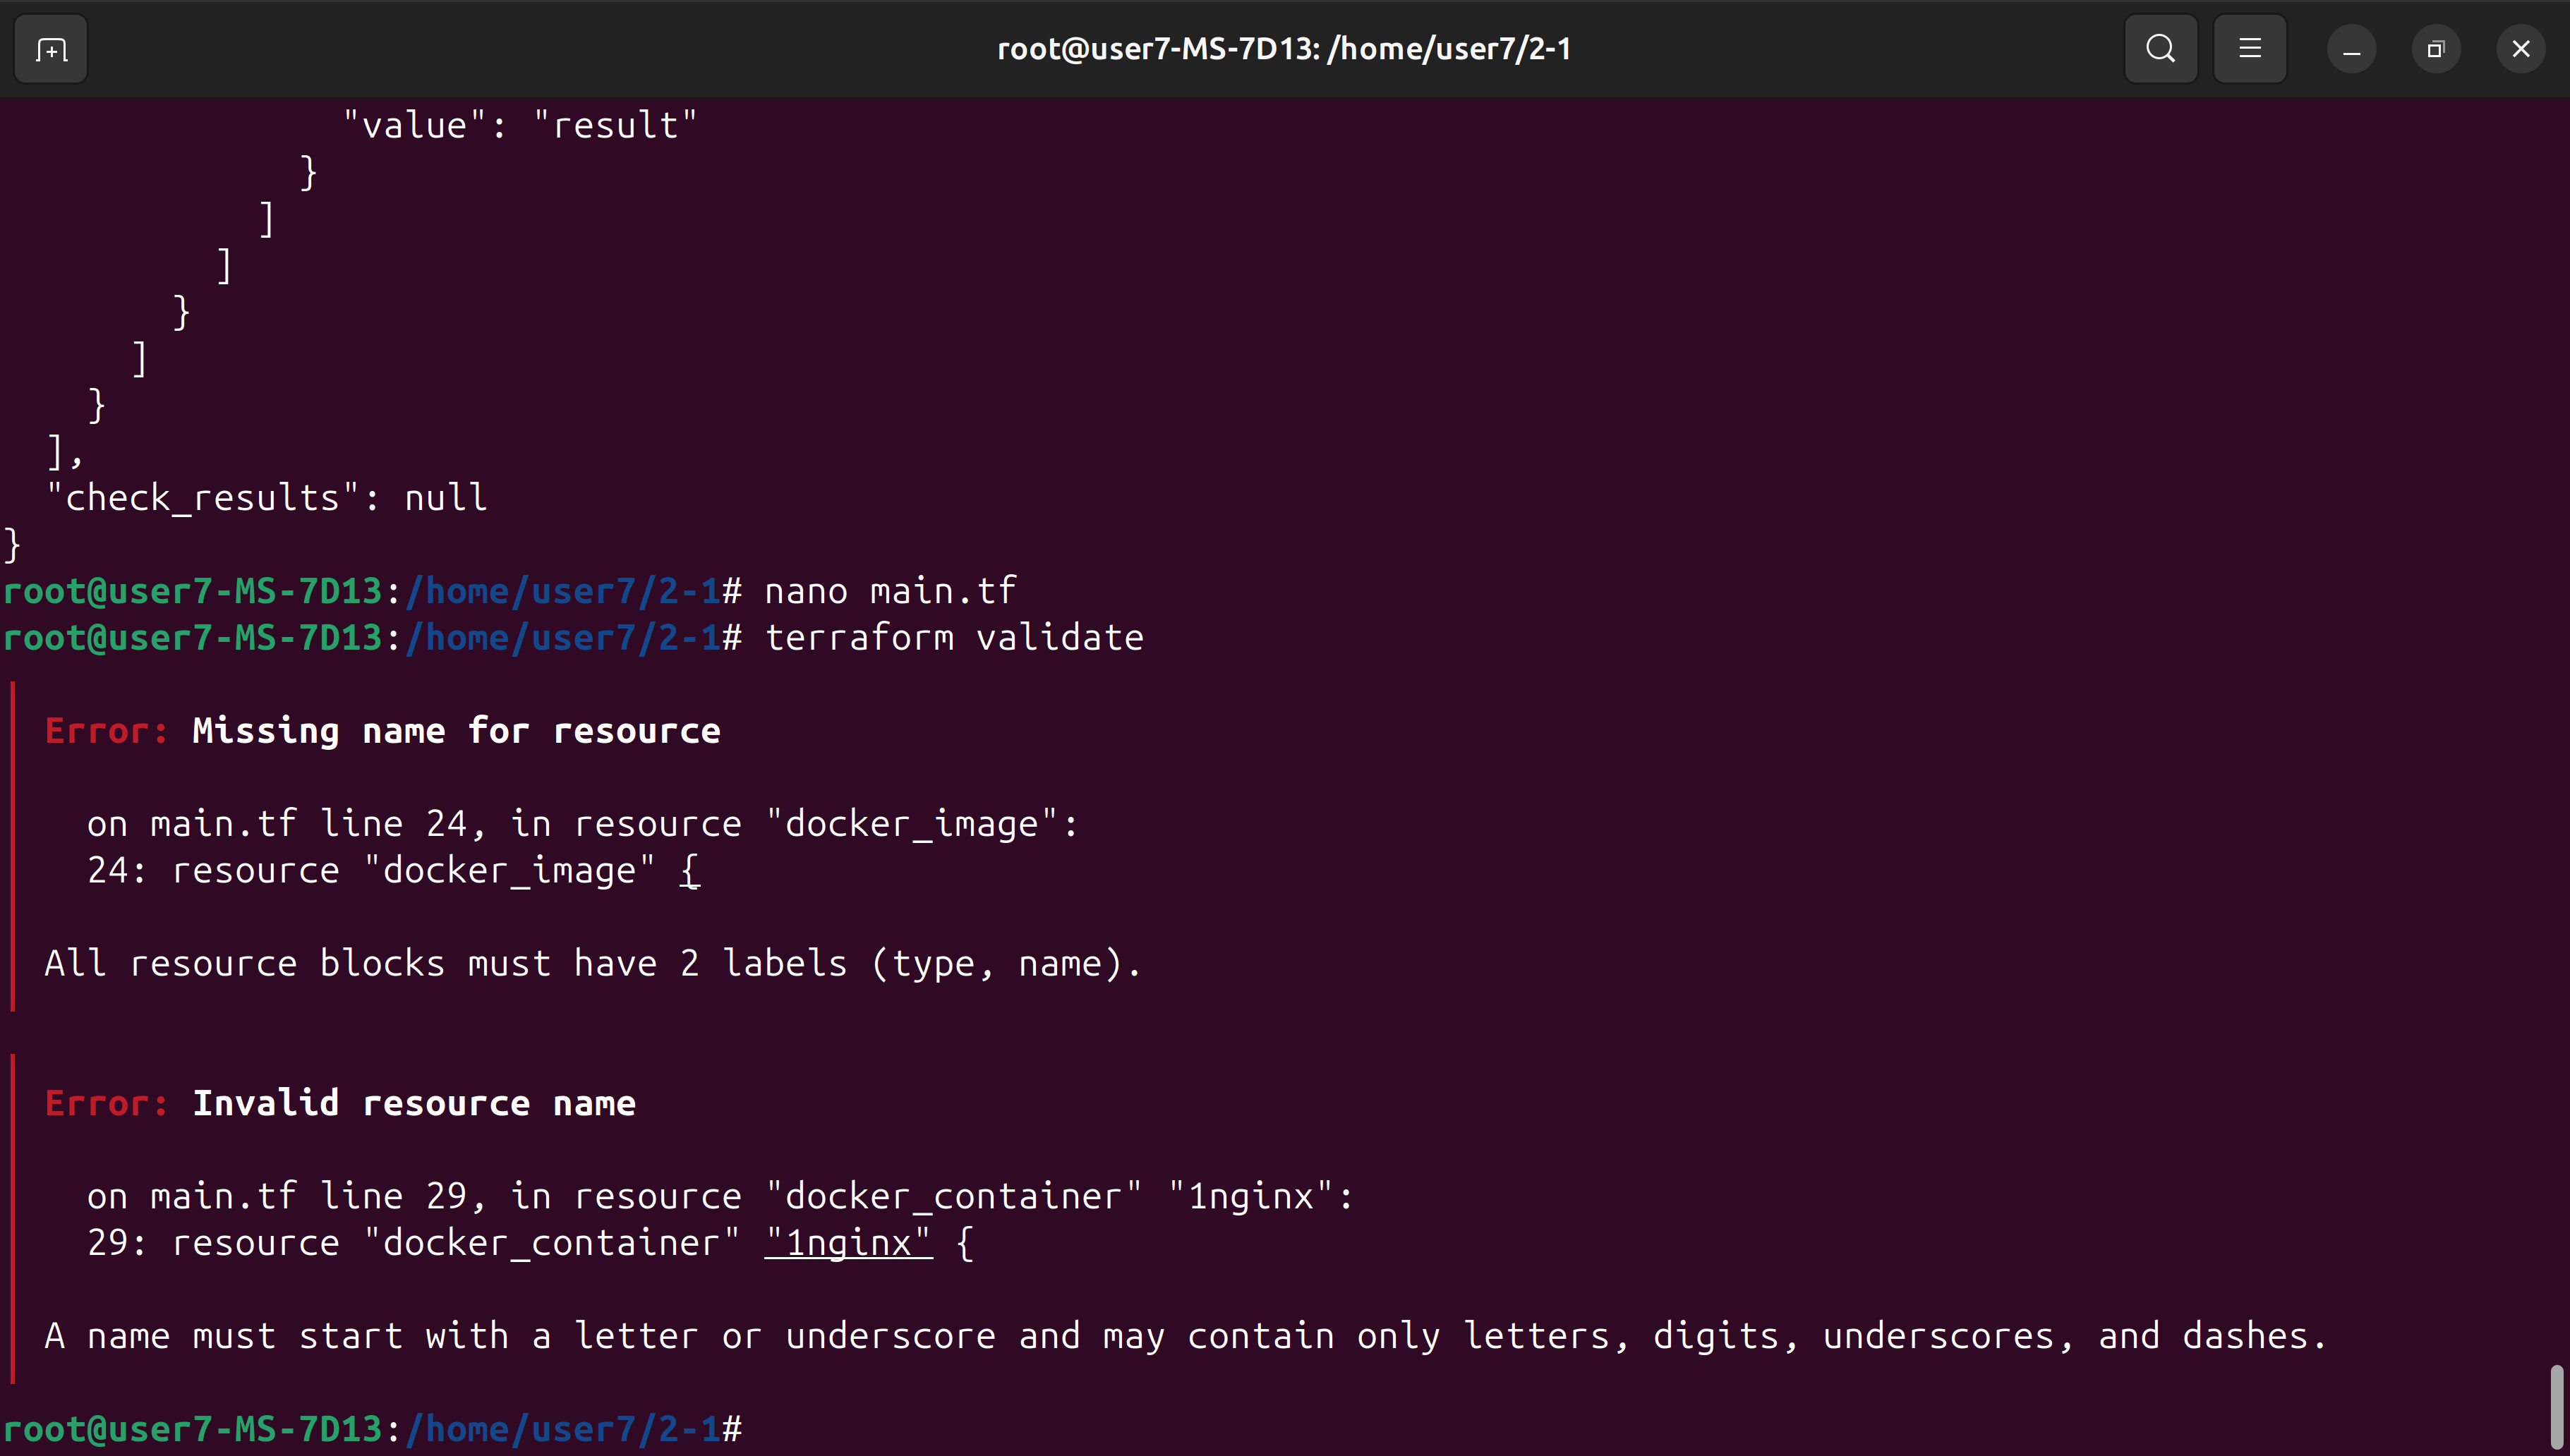 root@user7-MS-7D13: /home/user7/2-1
"value": "result"
}
]
]
}
]
}
],
"check_results": null
}
root@user7-MS-7D13:/home/user7/2-1# nano main.tf
root@user7-MS-7D13:/home/user7/2-1# terraform validate
Error: Missing name for resource
on main.tf line 24, in resource "docker_image":
24: resource "docker_image" {
All resource blocks must have 2 labels (type, name).
Error: Invalid resource name
on main.tf line 29, in resource "docker_container" "1nginx":
29: resource "docker_container" "1nginx" {
A name must start with a letter or underscore and may contain only letters, digits, underscores, and dashes.
root@user7-MS-7D13:/home/user7/2-1#